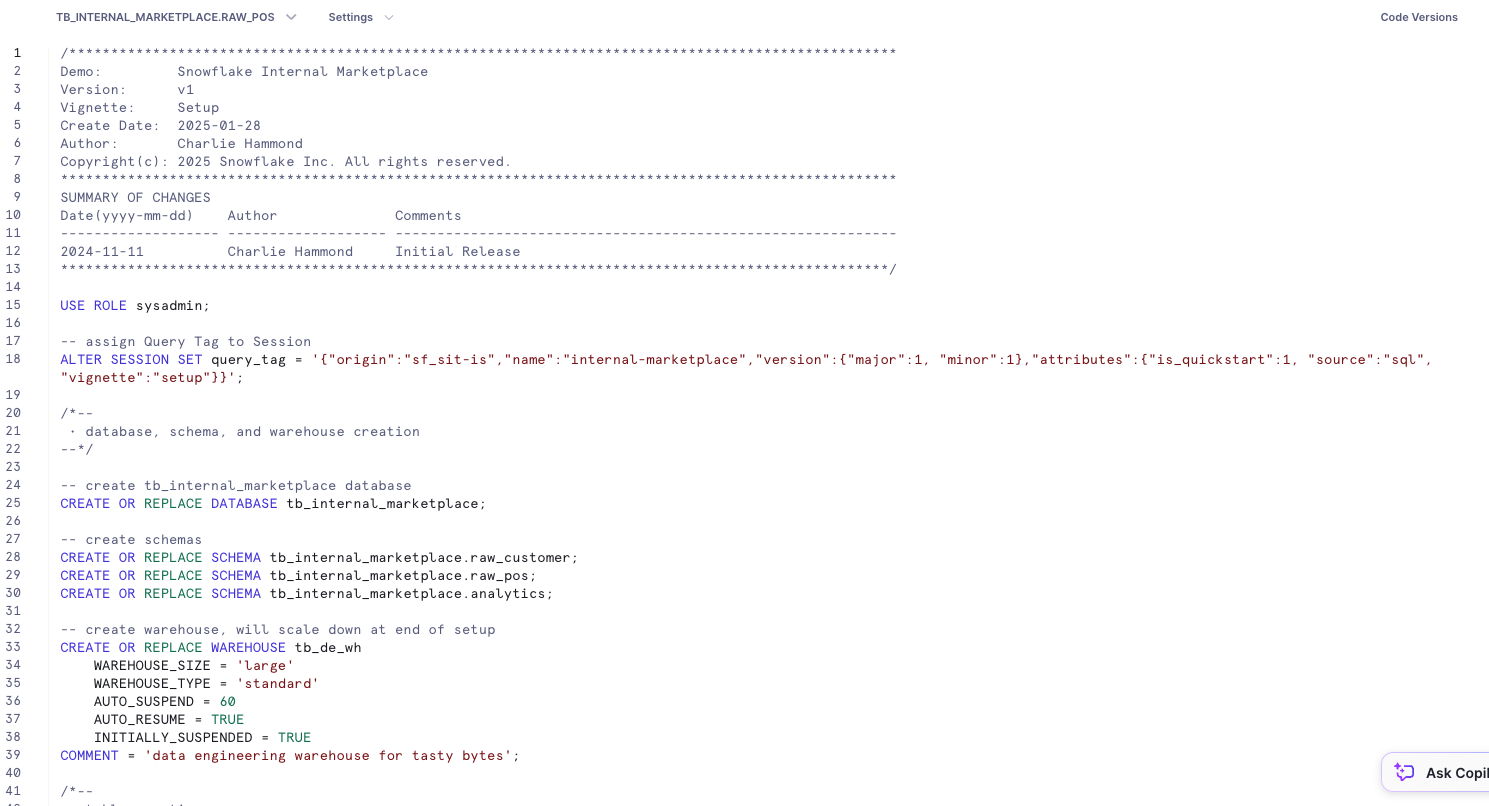 TB_INTERNAL_MARKETPLACE.RAW_POS Settings Code Versions
1 /***************************************************************************************************
2 Demo:         Snowflake Internal Marketplace
3 Version:      v1
4 Vignette:     Setup
5 Create Date:  2025-01-28
6 Author:       Charlie Hammond
7 Copyright(c): 2025 Snowflake Inc. All rights reserved.
8 ****************************************************************************************************
9 SUMMARY OF CHANGES
10 Date(yyyy-mm-dd)    Author              Comments
11 ------------------- ------------------- ------------------------------------------------------------
12 2024-11-11          Charlie Hammond     Initial Release
13 ***************************************************************************************************/
14
15 USE ROLE sysadmin;
16
17 -- assign Query Tag to Session
18 ALTER SESSION SET query_tag = '{"origin":"sf_sit-is","name":"internal-marketplace","version":{"major":1, "minor":1},"attributes":{"is_quickstart":1, "source":"sql",
"vignette":"setup"}}';
19
20 /*--
21  · database, schema, and warehouse creation
22 --*/
23
24 -- create tb_internal_marketplace database
25 CREATE OR REPLACE DATABASE tb_internal_marketplace;
26
27 -- create schemas
28 CREATE OR REPLACE SCHEMA tb_internal_marketplace.raw_customer;
29 CREATE OR REPLACE SCHEMA tb_internal_marketplace.raw_pos;
30 CREATE OR REPLACE SCHEMA tb_internal_marketplace.analytics;
31
32 -- create warehouse, will scale down at end of setup
33 CREATE OR REPLACE WAREHOUSE tb_de_wh
34     WAREHOUSE_SIZE = 'large'
35     WAREHOUSE_TYPE = 'standard'
36     AUTO_SUSPEND = 60
37     AUTO_RESUME = TRUE
38     INITIALLY_SUSPENDED = TRUE
39 COMMENT = 'data engineering warehouse for tasty bytes';
40
41 /*--
Ask Copil